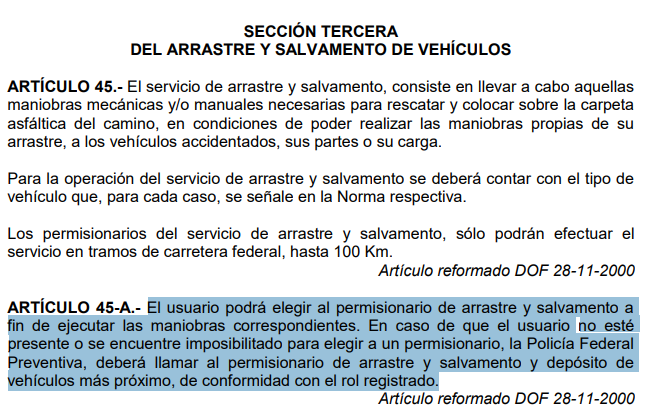 SECCIÓN TERCERA
DEL ARRASTRE Y SALVAMENTO DE VEHÍCULOS
ARTÍCULO 45.- El servicio de arrastre y salvamento, consiste en llevar a cabo aquellas
maniobras mecánicas y/o manuales necesarias para rescatar y colocar sobre la carpeta
asfáltica del camino, en condiciones de poder realizar las maniobras propias de su
arrastre, a los vehículos accidentados, sus partes o su carga.
Para la operación del servicio de arrastre y salvamento se deberá contar con el tipo de
vehículo que, para cada caso, se señale en la Norma respectiva.
Los permisionarios del servicio de arrastre y salvamento, sólo podrán efectuar el
servicio en tramos de carretera federal, hasta 100 Km.
Artículo reformado DOF 28-11-2000
ARTÍCULO 45-A.- El usuario podrá elegir al permisionario de arrastre y salvamento a
fin de ejecutar las maniobras correspondientes. En caso de que el usuario no esté
presente o se encuentre imposibilitado para elegir a un permisionario, la Policía Federal
Preventiva, deberá llamar al permisionario de arrastre y salvamento y depósito de
vehículos más próximo, de conformidad con el rol registrado.
Artículo reformado DOF 28-11-2000